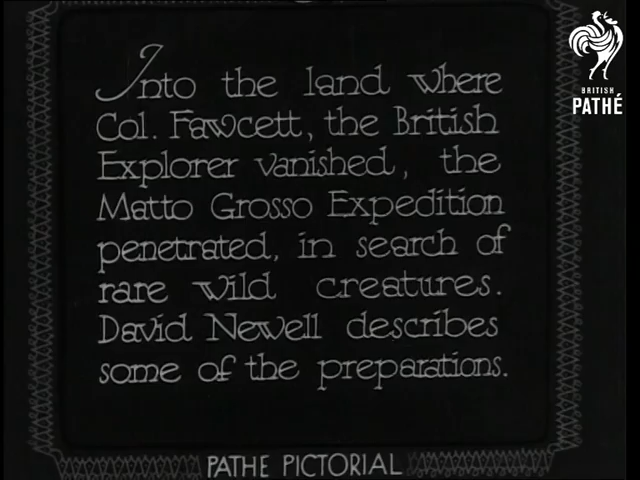 Into the land where
Col. Fawcett, the British
Explorer vanished, the
Matto Grosso Expedition
penetrated, in search of
rare wild creatures.
David Newell describes
some of the preparations.
PATHE PICTORIAL
BRITISH
PATHÉ